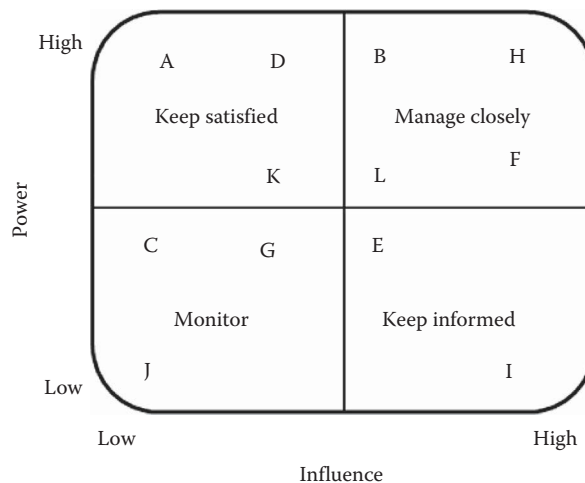 High
A D B H
Keep satisfied Manage closely
F
K L
Power
C G E
Monitor Keep informed
J I
Low
Low High
Influence